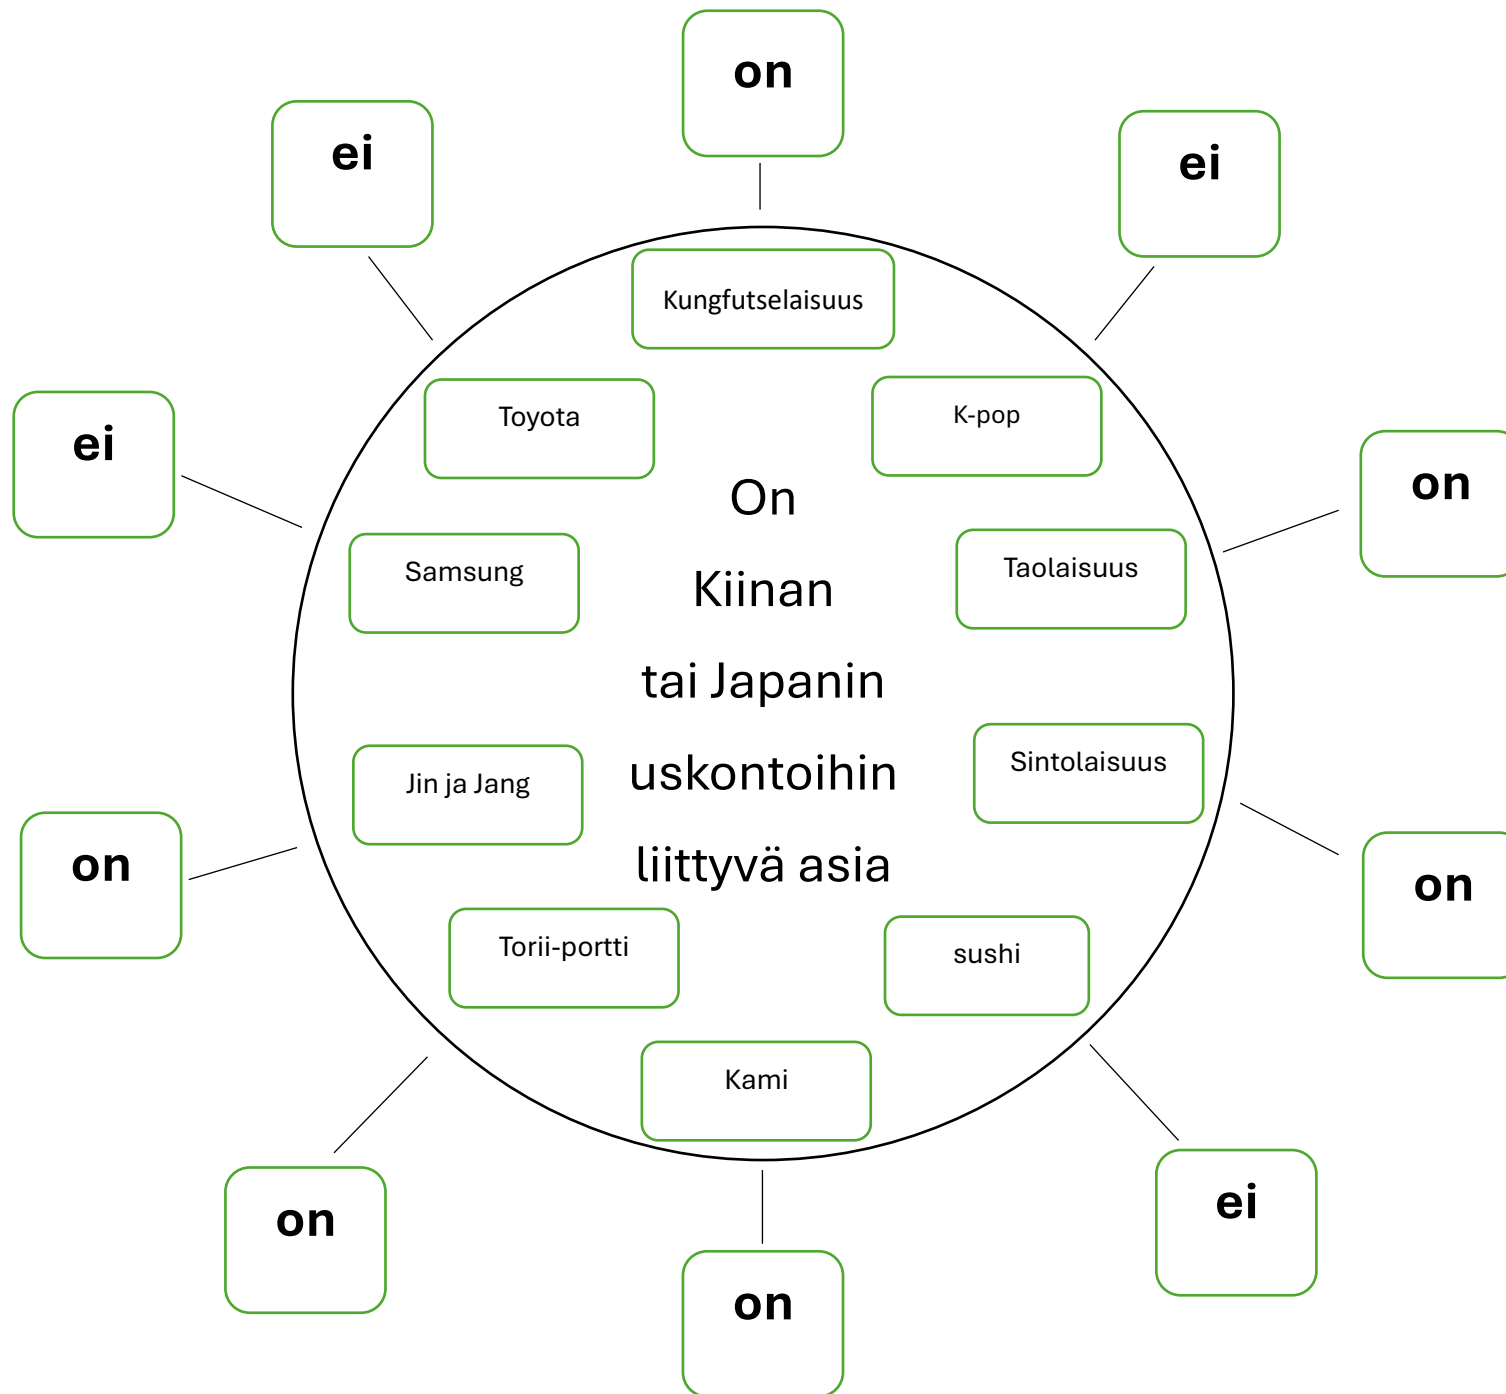 on
ei
ei
Kungfutselaisuus
Toyota
K-pop
ei
on
On
Kiinan
tai Japanin
uskontoihin
liittyvä asia
Samsung
Taolaisuus
Jin ja Jang
Sintolaisuus
on
on
Torii-portti
sushi
Kami
on
ei
on